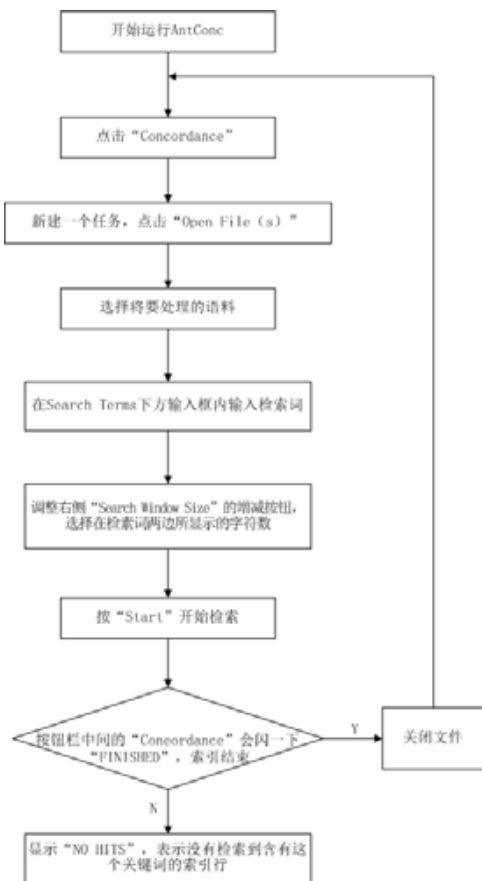 开始运行AntConc
点击“Concordance”
新建一个任务，点击“Open File（s）”
选择将要处理的语料
在Search Terms下方输入框内输入检索词
调整右侧“Search Window Size”的增减按钮，
选择在检索词两边所显示的字符数
按“Start”开始检索
按钮栏中间的“Concordance”会闪一下
“FINISHED”，索引结束
Y
关闭文件
N
显示“NO HITS”，表示没有检索到含有这
个关键词的索引行